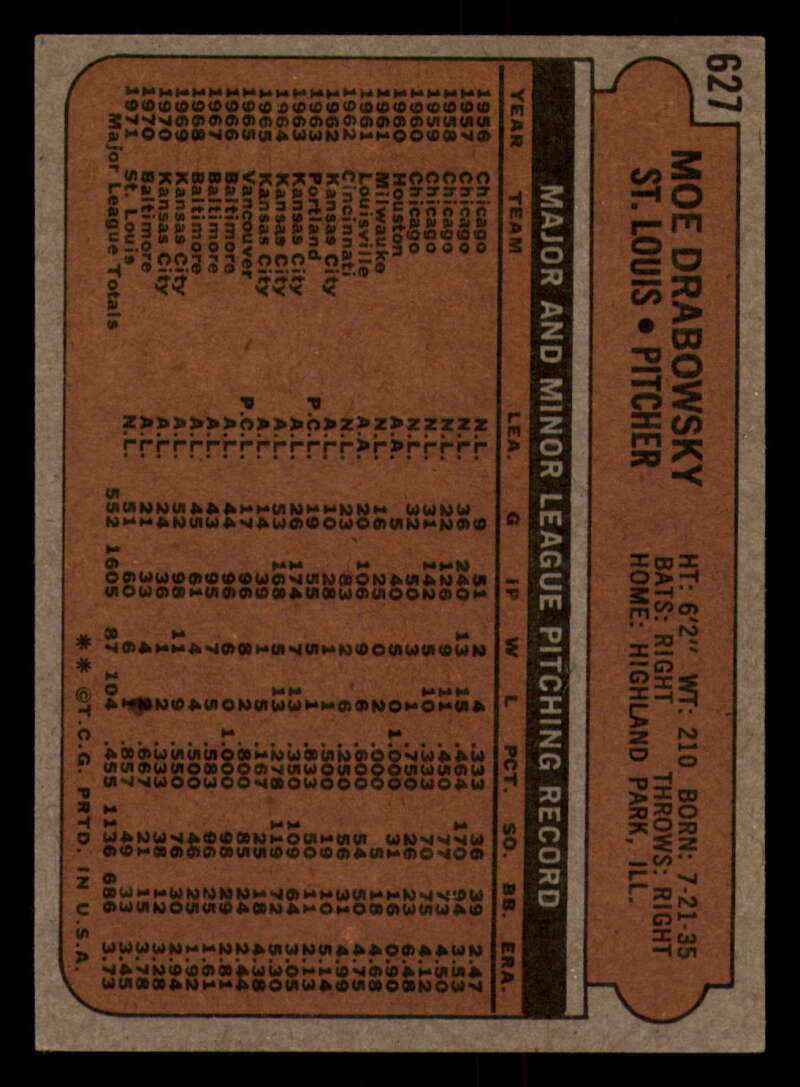 627
MOE DRABOWSKY
ST. LOUIS • PITCHER
HT: 6'2" WT: 210 BORN: 7-21-35
BATS: RIGHT THROWS: RIGHT
HOME: HIGHLAND PARK, ILL.
MAJOR AND MINOR LEAGUE PITCHING RECORD
YEAR TEAM LEA. G IP W L PCT. SO. BB. ERA.
1956 Chicago N.L. 9 51 2 4 .333 36 39 2.47
1957 Chicago N.L. 36 240 13 15 .464 170 94 3.53
1958 Chicago N.L. 22 126 9 11 .450 77 73 4.50
1959 Chicago N.L. 31 142 5 10 .333 70 75 4.12
1960 Chicago N.L. 32 50 3 1 .750 26 23 6.48
1960 Houston A.A. 5 40 5 0 1.000 31 16 0.90
1961 Milwaukee N.L. 16 25 0 2 .000 5 18 4.68
1961 Louisville A.A. 20 106 9 6 .600 54 50 4.75
1962 Cincinnati N.L. 23 83 2 6 .250 56 31 4.99
1962 Kansas City A.L. 10 28 1 1 .500 19 10 5.14
1963 Portland P.C.L. 19 55 5 1 .833 50 11 2.13
1963 Kansas City A.L. 26 174 7 13 .350 109 64 3.05
1964 Kansas City A.L. 53 168 5 13 .278 119 72 5.30
1965 Kansas City A.L. 14 39 1 5 .167 25 18 4.38
1965 Vancouver P.C.L. 17 96 8 2 .800 85 24 2.44
1966 Baltimore A.L. 44 96 6 0 1.000 98 29 2.81
1967 Baltimore A.L. 43 95 7 5 .583 96 25 1.61
1968 Baltimore A.L. 45 61 4 4 .500 46 25 1.92
1969 Kansas City A.L. 52 98 11 9 .550 76 30 2.94
1970 Kansas City A.L. 24 36 1 2 .333 38 12 3.28
1970 Baltimore A.L. 21 33 4 2 .667 21 15 3.78
1971 St. Louis N.L. 51 60 6 1 .857 49 33 3.45
Major League Totals 552 1605 87 104 .455 1136 686 3.73
** ©T.C.G. PRTD. IN U.S.A.